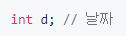 int d; // 날짜